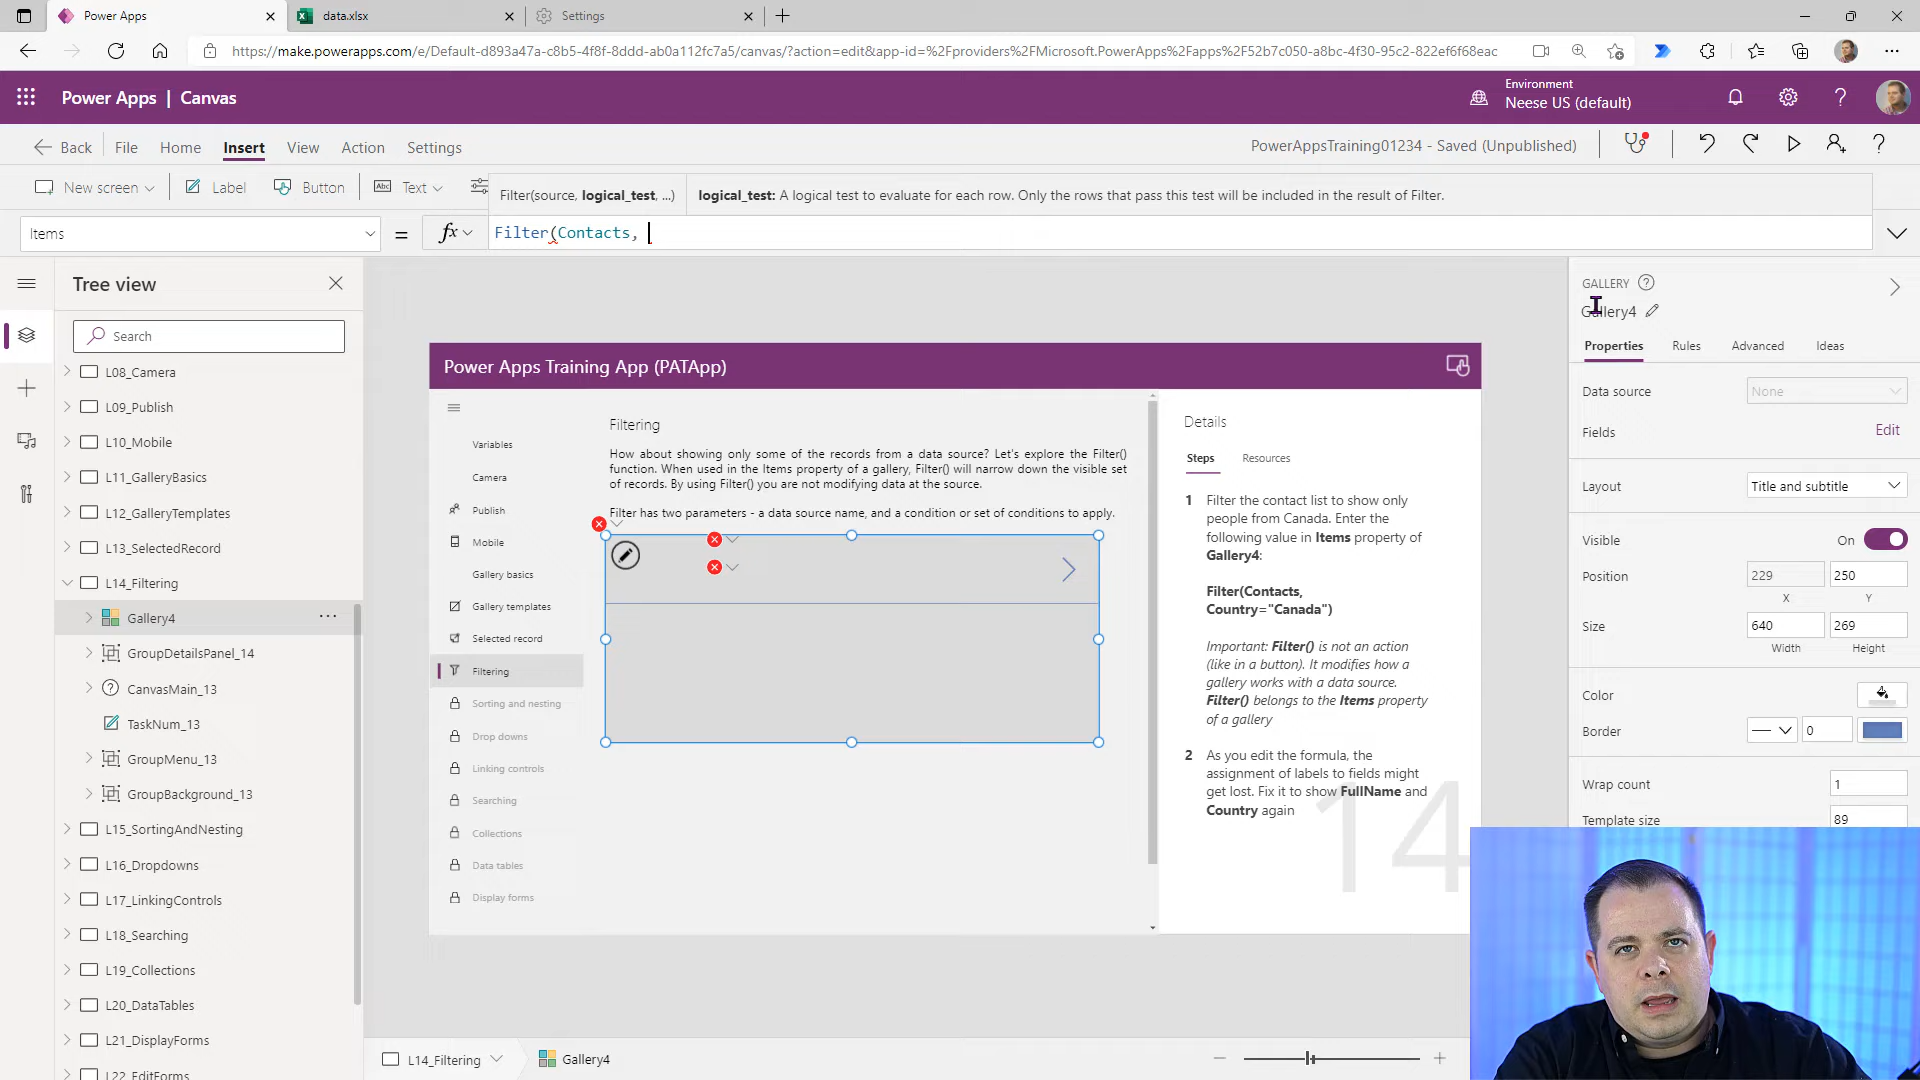 Power Apps
data.xlsx
Settings
https://make.powerapps.com/e/Default-d893a47a-c8b5-4f8f-8ddd-ab0a112fc7a5/canvas/?action=edit&app-id=%2Fproviders%2FMicrosoft.PowerApps%2Fapps%2F52b7c050-a8bc-4f30-95c2-822ef6f68eac
Power Apps | Canvas
Environment
Neese US (default)
Back File Home Insert View Action Settings
PowerAppsTraining01234 - Saved (Unpublished)
New screen Label Button Text
Filter(source, logical_test, ...)
logical_test: A logical test to evaluate for each row. Only the rows that pass this test will be included in the result of Filter.
Items = fx Filter(Contacts,
Tree view
Search
L08_Camera
L09_Publish
L10_Mobile
L11_GalleryBasics
L12_GalleryTemplates
L13_SelectedRecord
L14_Filtering
Gallery4
GroupDetailsPanel_14
CanvasMain_13
TaskNum_13
GroupMenu_13
GroupBackground_13
L15_SortingAndNesting
L16_Dropdowns
L17_LinkingControls
L18_Searching
L19_Collections
L20_DataTables
L21_DisplayForms
L22_EditForms
Power Apps Training App (PATApp)
Variables
Camera
Publish
Mobile
Gallery basics
Gallery templates
Selected record
Filtering
Sorting and nesting
Drop downs
Linking controls
Searching
Collections
Data tables
Display forms
Filtering
How about showing only some of the records from a data source? Let's explore the Filter()
function. When used in the Items property of a gallery, Filter() will narrow down the visible set
of records. By using Filter() you are not modifying data at the source.
Filter has two parameters - a data source name, and a condition or set of conditions to apply.
Details
Steps Resources
1 Filter the contact list to show only
people from Canada. Enter the
following value in Items property of
Gallery4:
Filter(Contacts,
Country="Canada")
Important: Filter() is not an action
(like in a button). It modifies how a
gallery works with a data source.
Filter() belongs to the Items property
of a gallery
2 As you edit the formula, the
assignment of labels to fields might
get lost. Fix it to show FullName and
Country again
14
GALLERY
Gallery4
Properties Rules Advanced Ideas
Data source None
Fields Edit
Layout Title and subtitle
Visible On
Position 229 250
X Y
Size 640 269
Width Height
Color
Border 0
Wrap count 1
Template size 89
L14_Filtering Gallery4